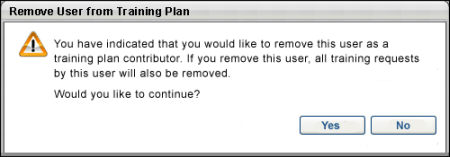 Remove User from Training Plan
You have indicated that you would like to remove this user as a
training plan contributor. If you remove this user, all training requests
by this user will also be removed.
Would you like to continue?
Yes No